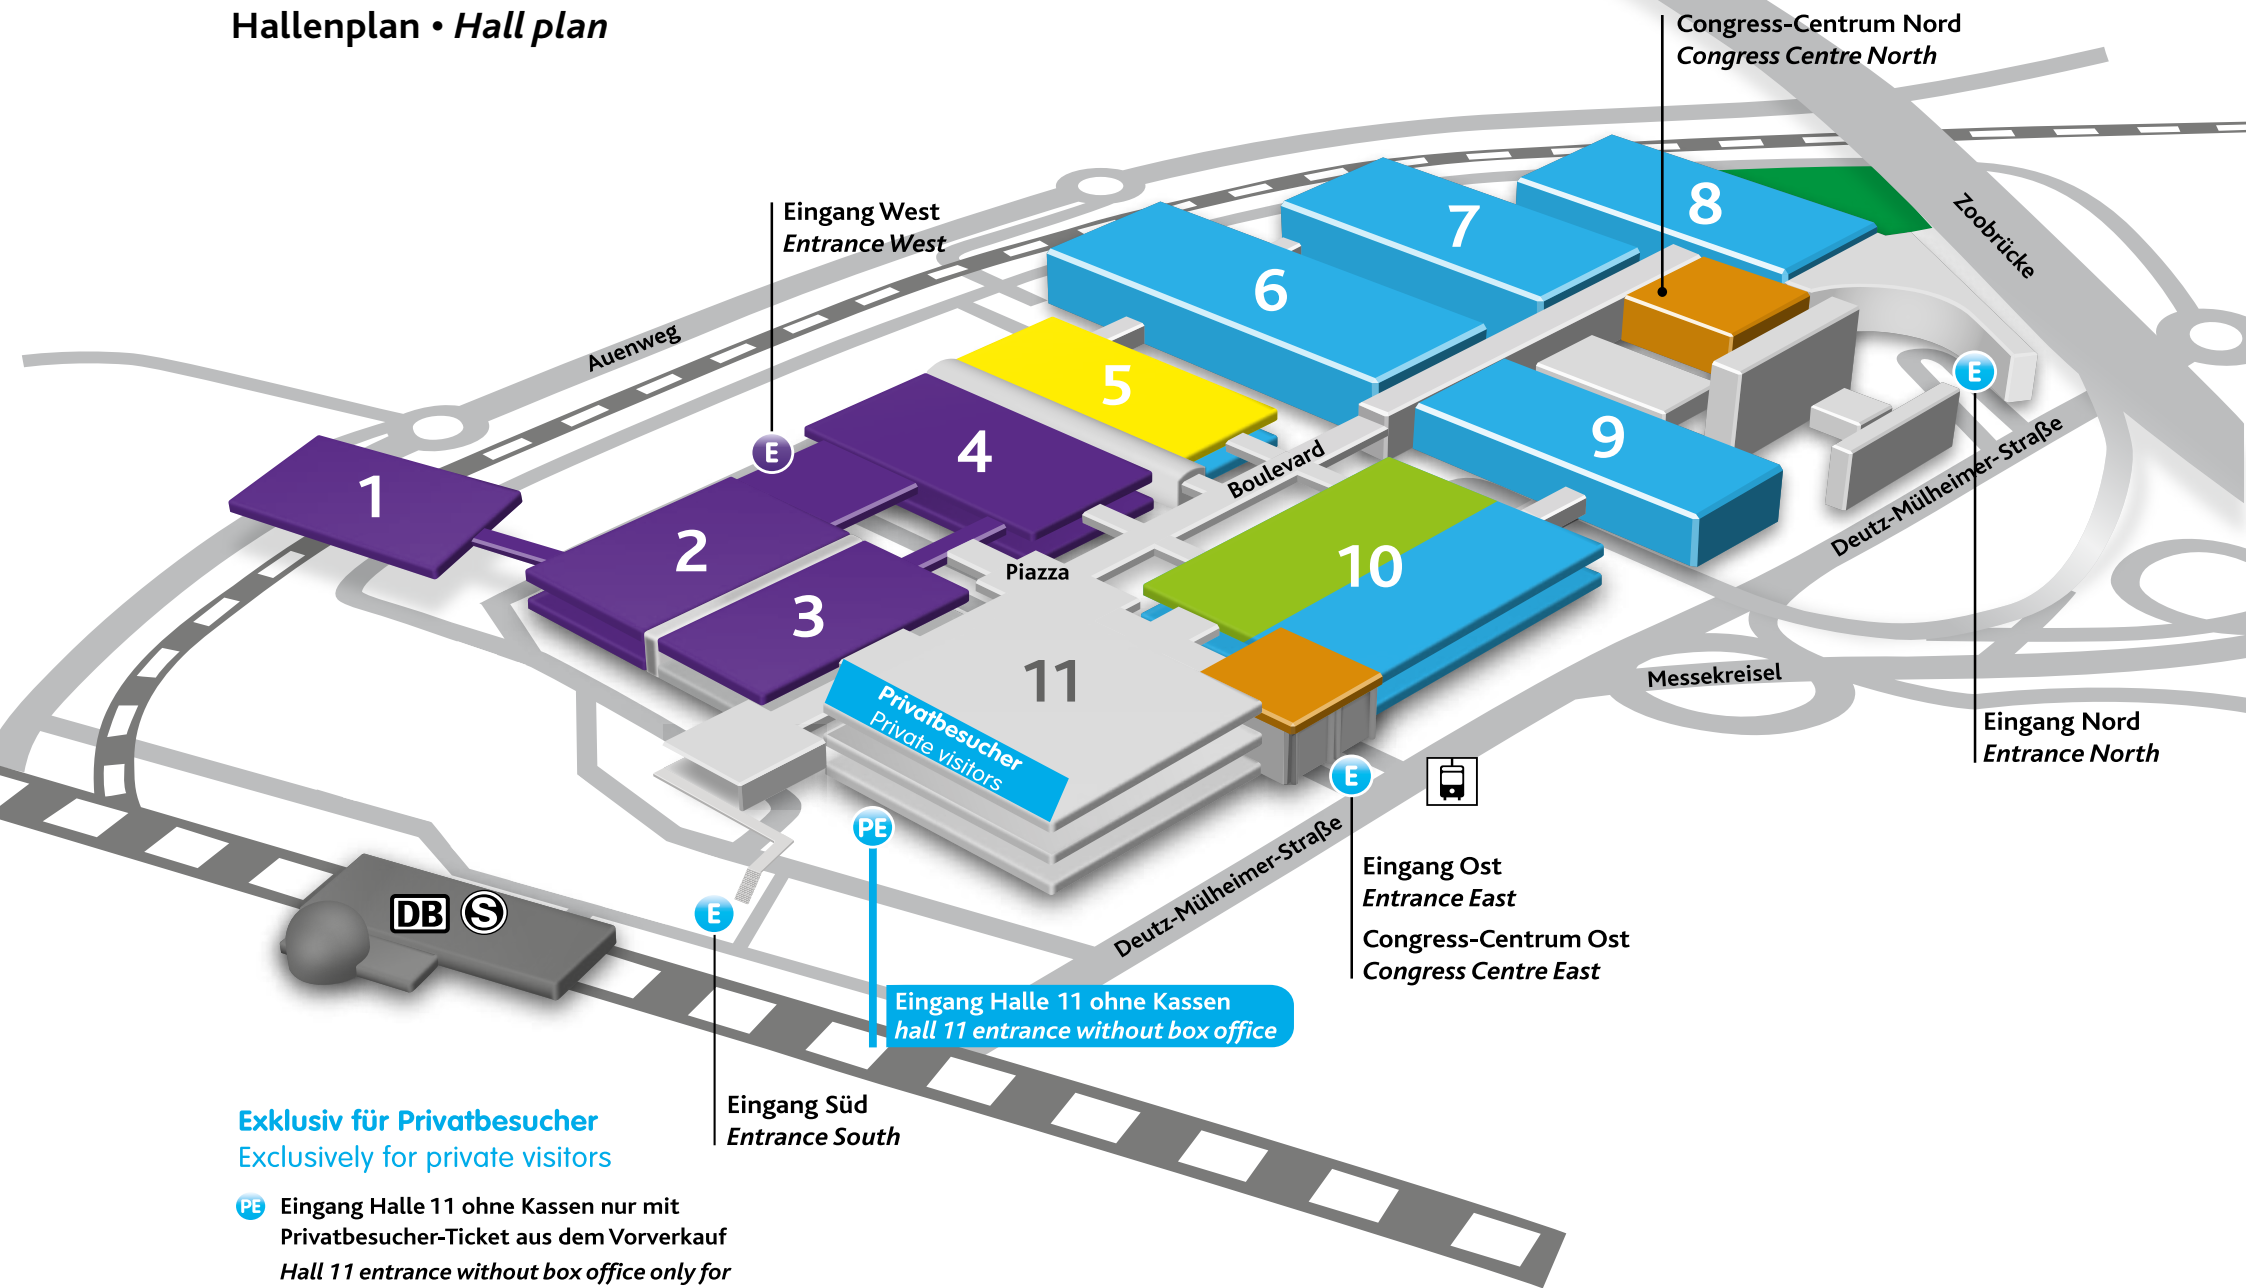 Hallenplan • Hall plan
Congress-Centrum Nord
Congress Centre North
Eingang West
Entrance West
Zoobrücke
Auenweg
8
7
6
5
4
9
1
2
3
10
11
Boulevard
Piazza
Deutz-Mülheimer-Straße
Messekreisel
E
E
E
E
PE
Privatbesucher
Private visitors
Eingang Nord
Entrance North
Deutz-Mülheimer-Straße
Eingang Ost
Entrance East
Congress-Centrum Ost
Congress Centre East
DB
S
Eingang Halle 11 ohne Kassen
hall 11 entrance without box office
Eingang Süd
Entrance South
Exklusiv für Privatbesucher
Exclusively for private visitors
PE Eingang Halle 11 ohne Kassen nur mit
Privatbesucher-Ticket aus dem Vorverkauf
Hall 11 entrance without box office only for